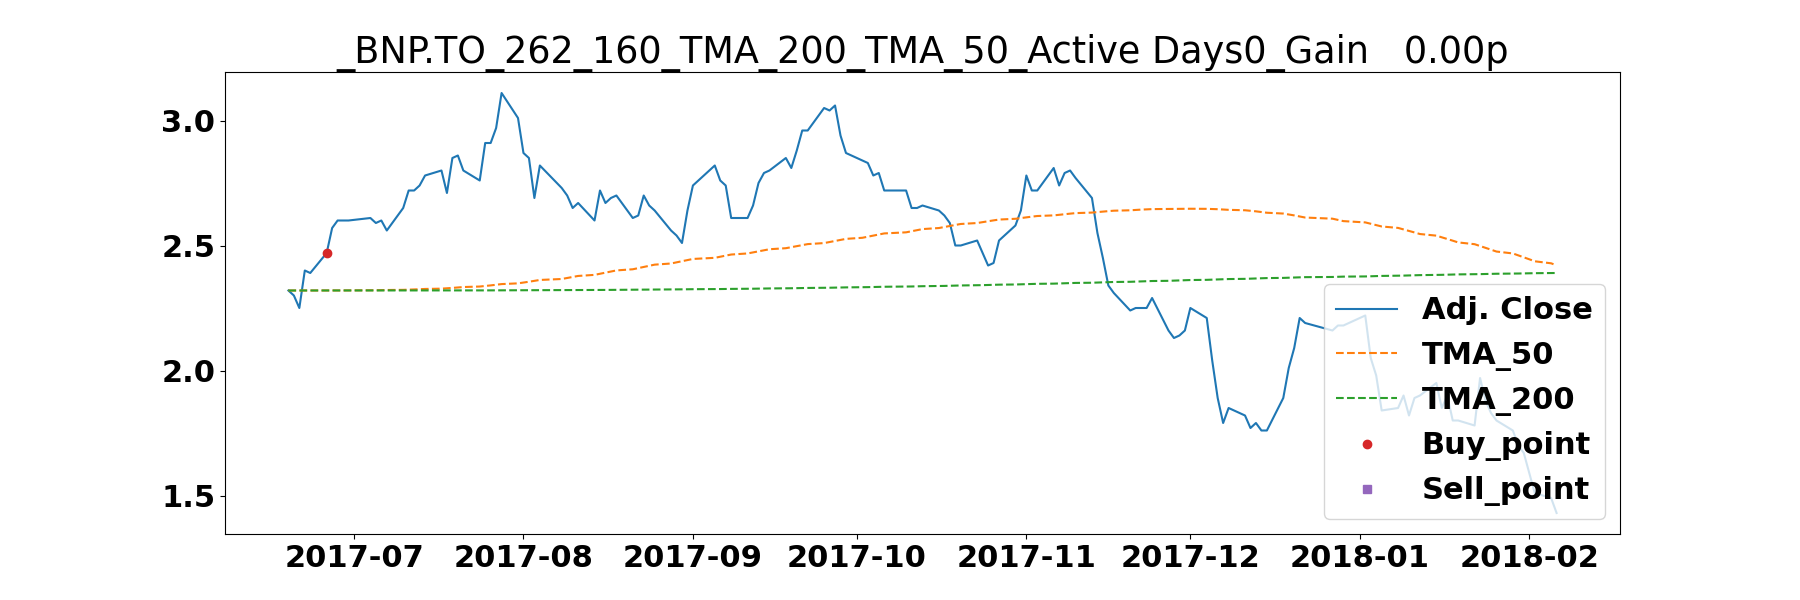 _BNP.TO_262_160_TMA_200_TMA_50_Active Days0_Gain   0.00p
3.0
2.5
2.0
1.5
Adj. Close
TMA_50
TMA_200
Buy_point
Sell_point
2017-07 2017-08 2017-09 2017-10 2017-11 2017-12 2018-01 2018-02